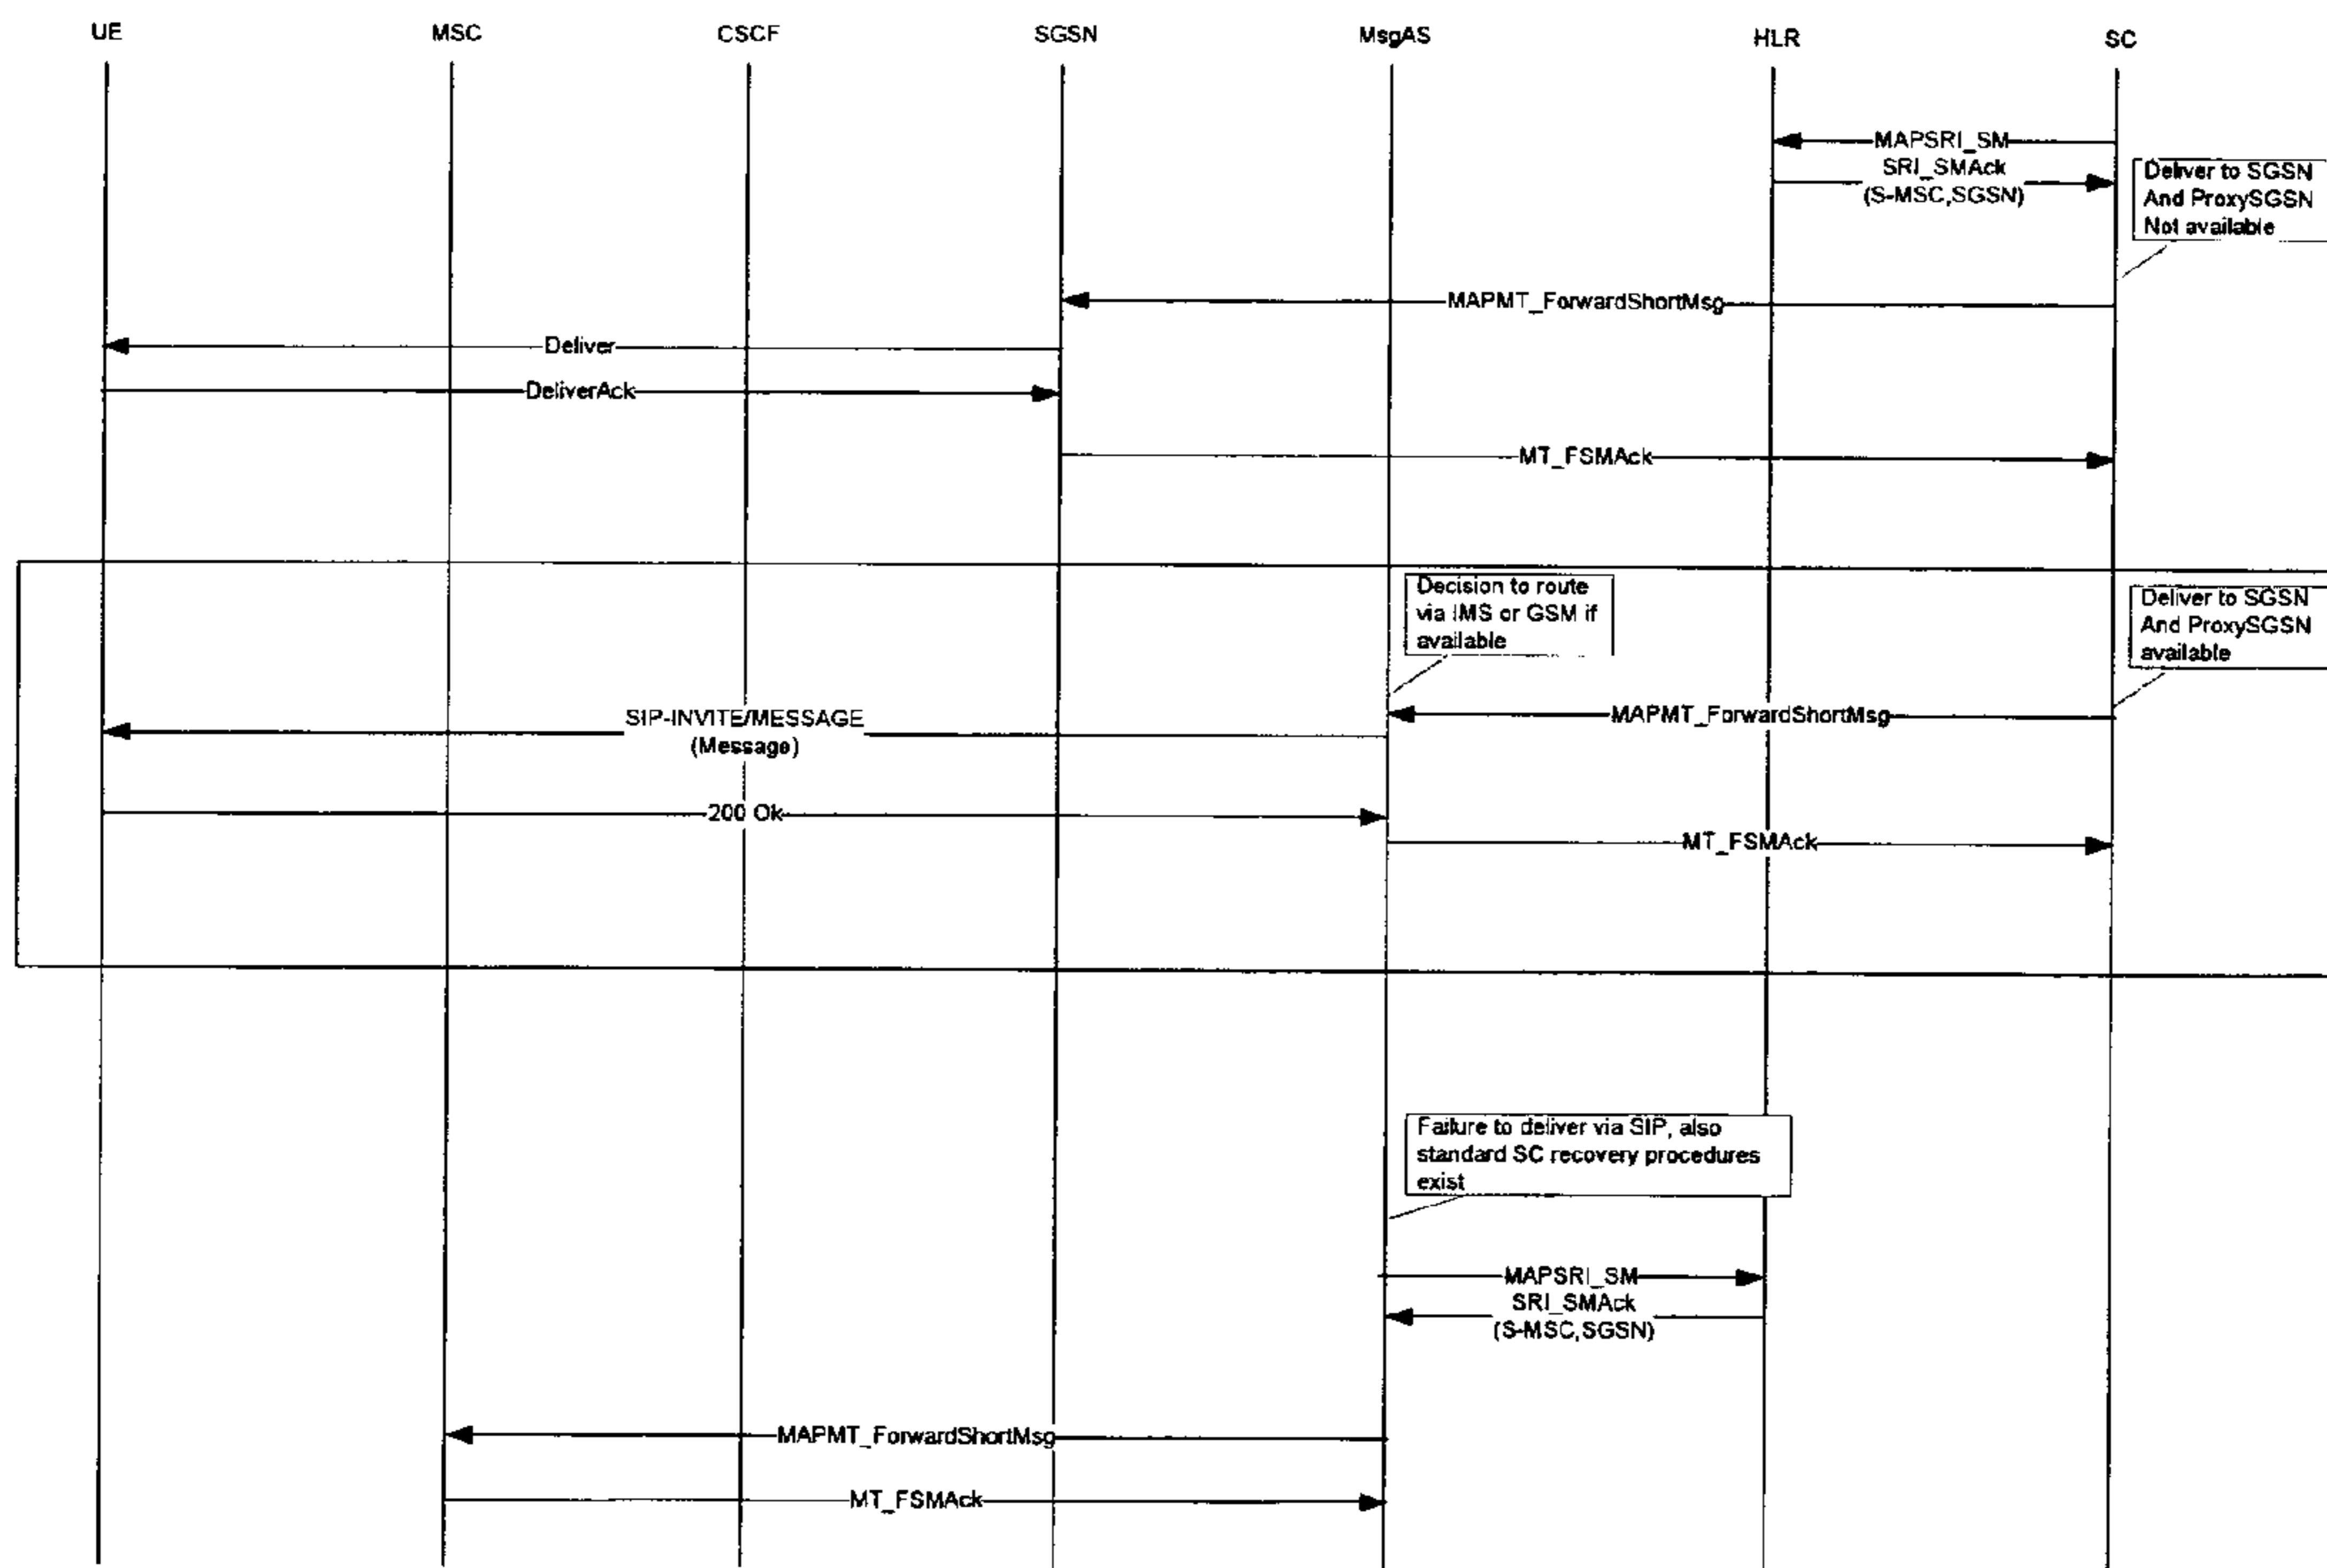 UE
MSC
CSCF
SGSN
MsgAS
HLR
SC
MAPSRI_SM
SRI_SMAck
(S-MSC,SGSN)
Deliver to SGSN
And ProxySGSN
Not available
MAPMT_ForwardShortMsg
Deliver
DeliverAck
MT_FSMAck
Decision to route
via IMS or GSM if
available
Deliver to SGSN
And ProxySGSN
available
MAPMT_ForwardShortMsg
SIP-INVITE/MESSAGE
(Message)
200 Ok
MT_FSMAck
Failure to deliver via SIP, also
standard SC recovery procedures
exist
MAPSRI_SM
SRI_SMAck
(S-MSC,SGSN)
MAPMT_ForwardShortMsg
MT_FSMAck